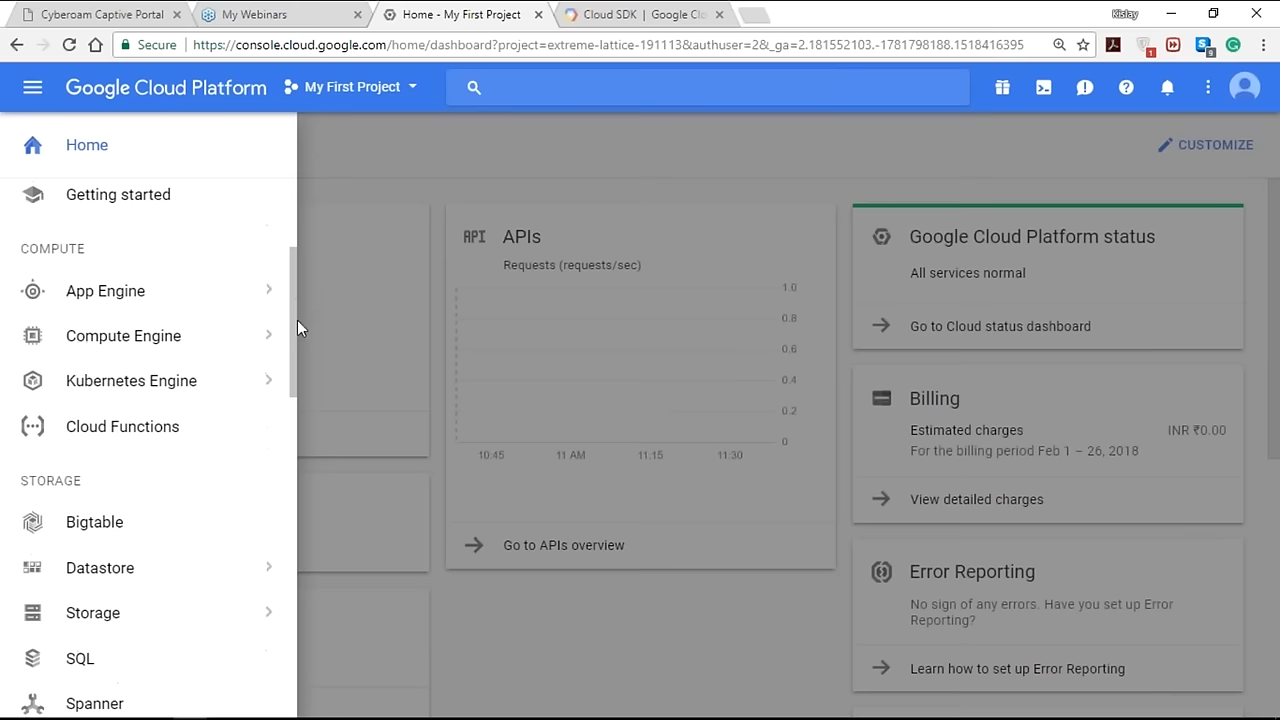 Cyberoam Captive Portal
My Webinars
Home - My First Project
Cloud SDK | Google Clo
Kislay
Secure
https://console.cloud.google.com/home/dashboard?project=extreme-lattice-191113&authuser=2&_ga=2.181552103.-1781798188.1518416395
1
9
Google Cloud Platform
My First Project
Home
CUSTOMIZE
Getting started
COMPUTE
App Engine
Compute Engine
Kubernetes Engine
Cloud Functions
STORAGE
Bigtable
Datastore
Storage
SQL
Spanner
API
APIs
Requests (requests/sec)
1.0
0.8
0.6
0.4
0.2
0
10:45
11 AM
11:15
11:30
Go to APIs overview
Google Cloud Platform status
All services normal
Go to Cloud status dashboard
Billing
Estimated charges
INR ₹0.00
For the billing period Feb 1 – 26, 2018
View detailed charges
Error Reporting
No sign of any errors. Have you set up Error
Reporting?
Learn how to set up Error Reporting